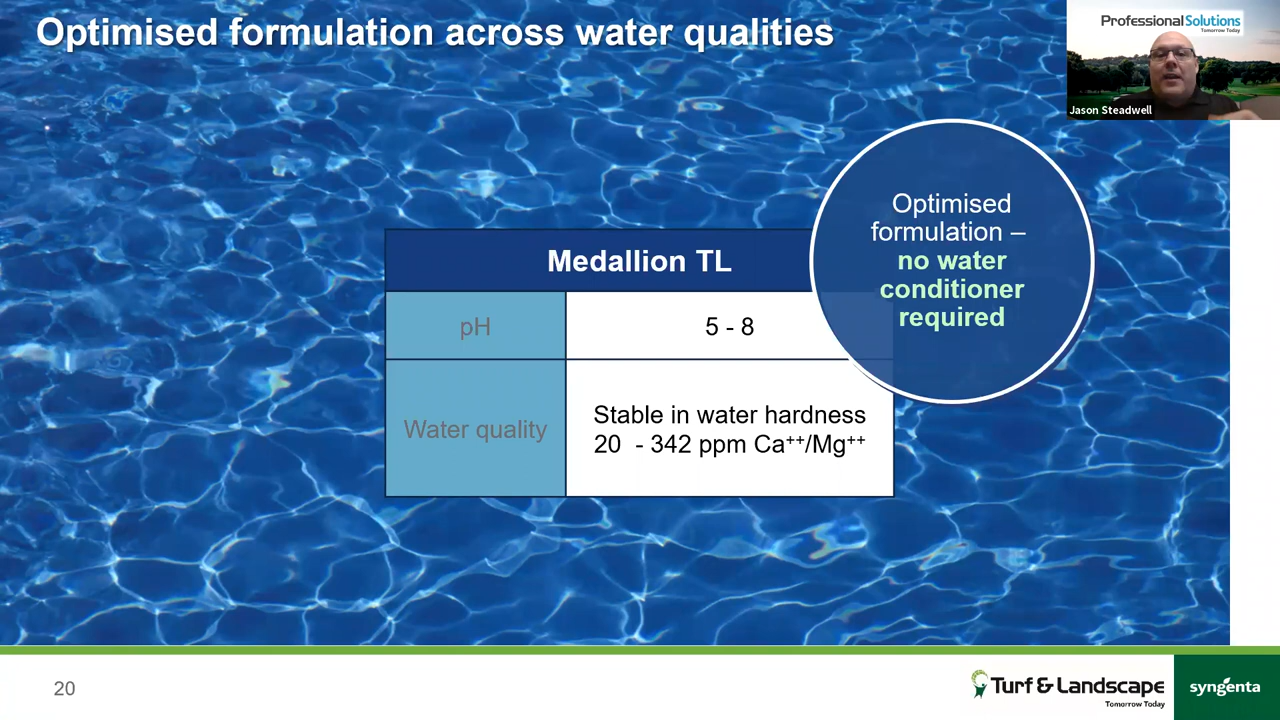 Optimised formulation across water qualities
Professional Solutions
Tomorrow Today
Jason Steadwell
Optimised
formulation –
no water
conditioner
required
Medallion TL
pH
5 - 8
Water quality
Stable in water hardness
20 - 342 ppm Ca⁺⁺/Mg⁺⁺
20
Turf & Landscape
Tomorrow Today
syngenta